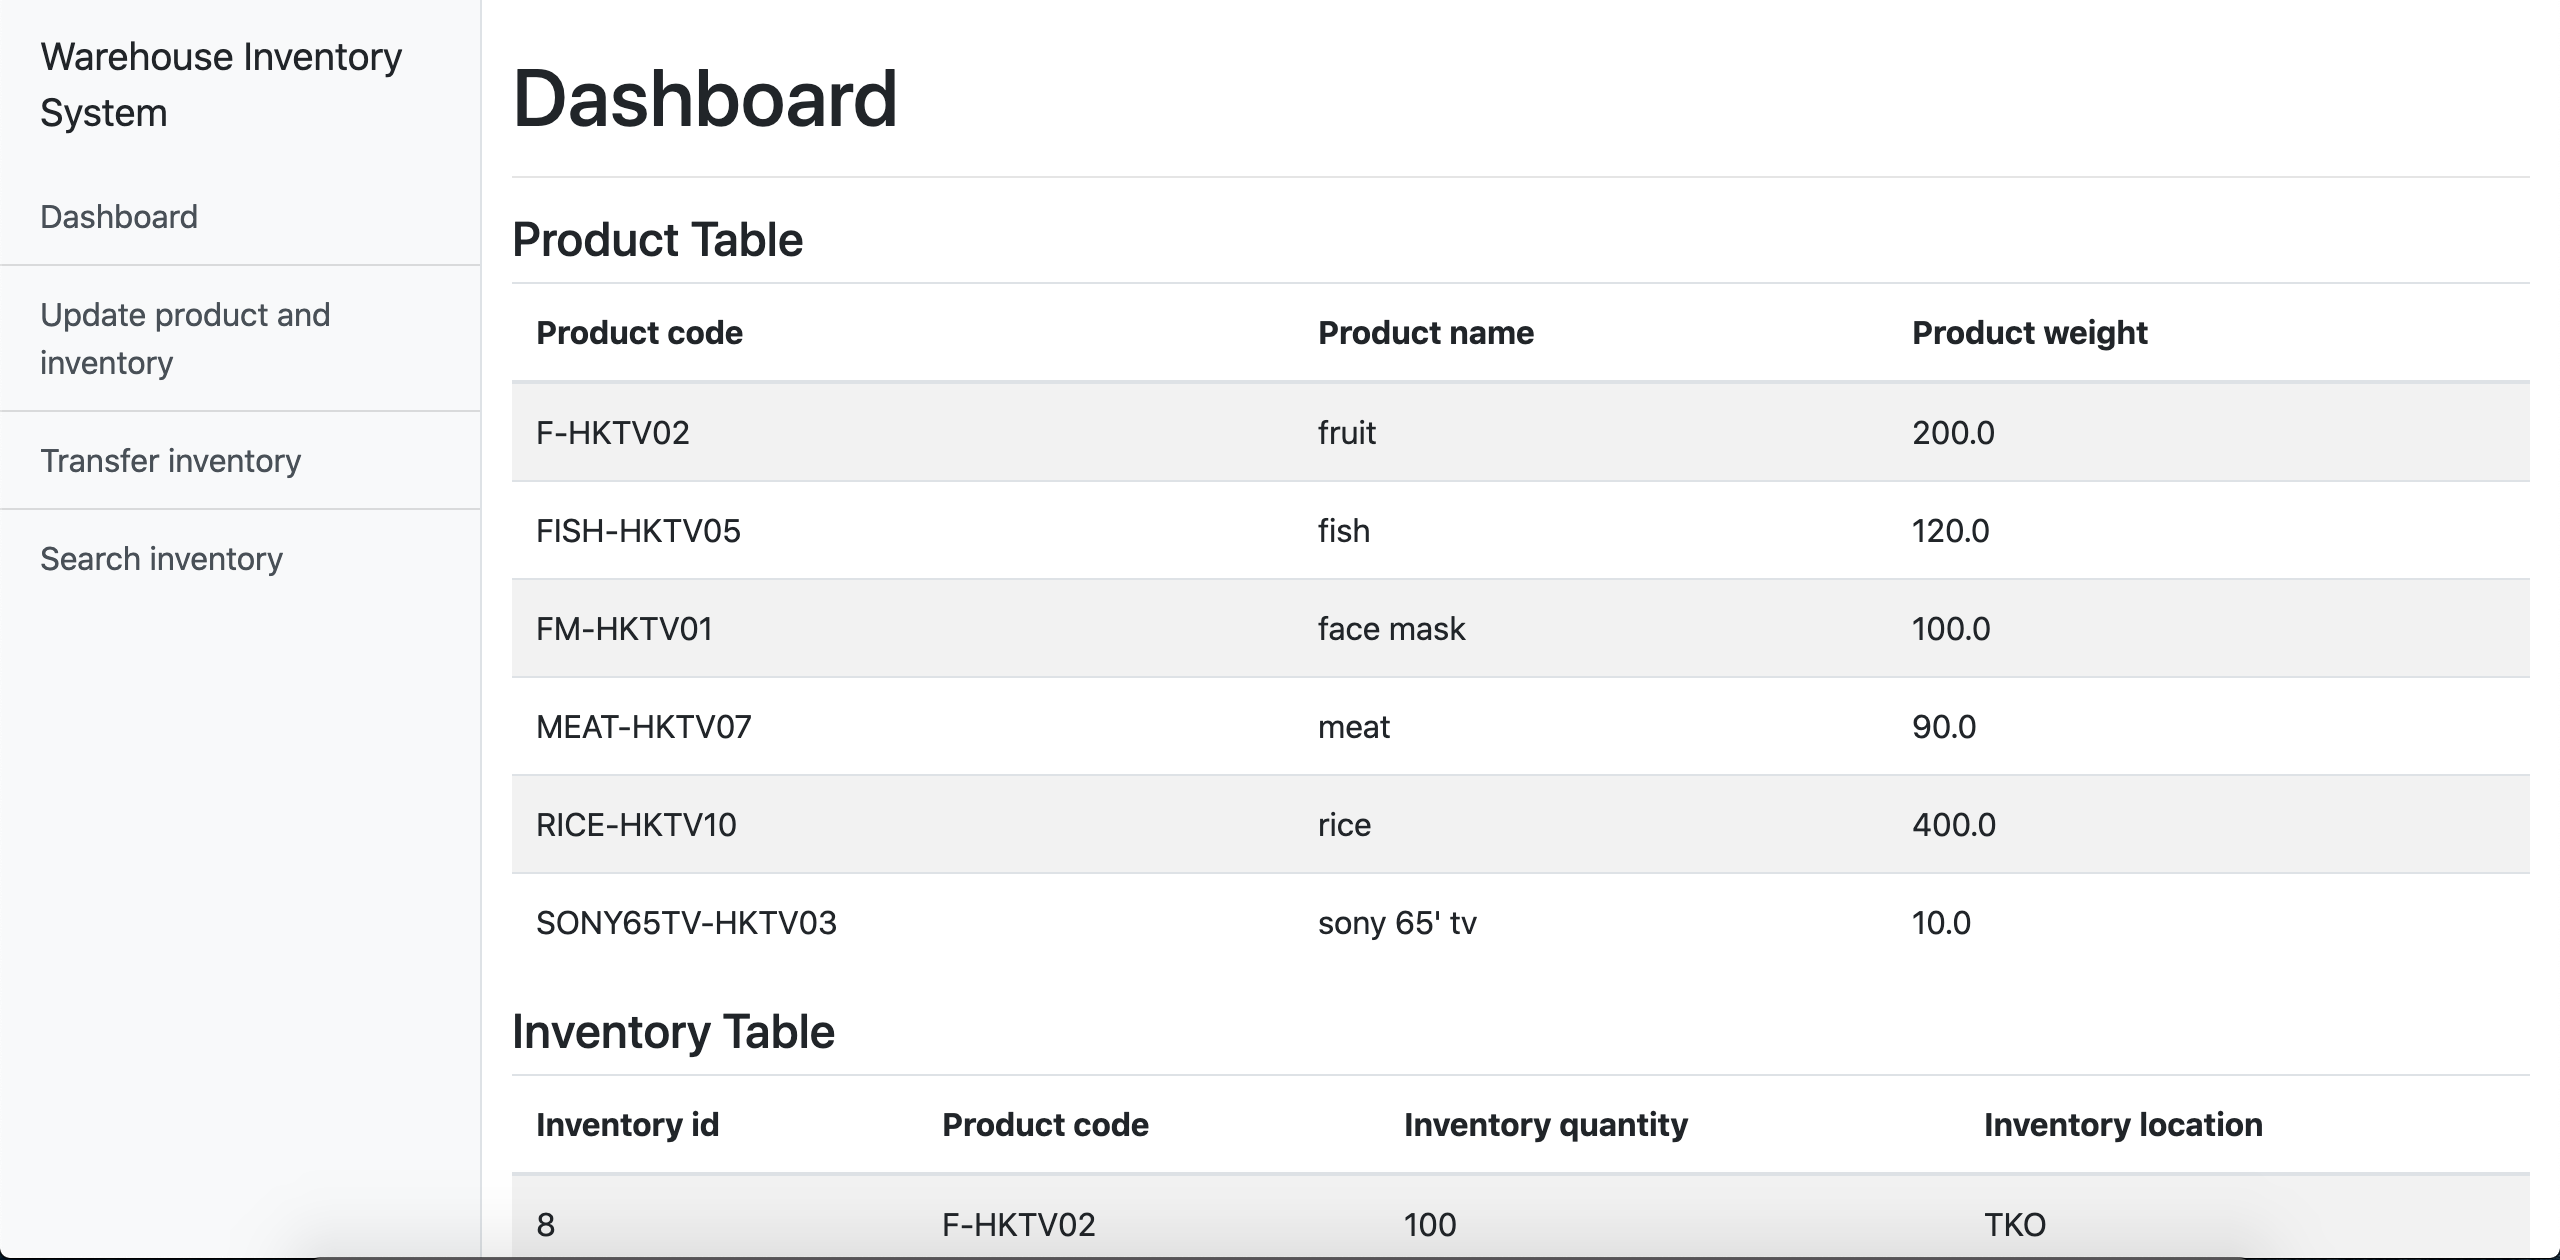 Warehouse Inventory
System
Dashboard
Update product and
inventory
Transfer inventory
Search inventory
Dashboard
Product Table
Product code Product name Product weight
F-HKTV02 fruit 200.0
FISH-HKTV05 fish 120.0
FM-HKTV01 face mask 100.0
MEAT-HKTV07 meat 90.0
RICE-HKTV10 rice 400.0
SONY65TV-HKTV03 sony 65' tv 10.0
Inventory Table
Inventory id Product code Inventory quantity Inventory location
8 F-HKTV02 100 TKO